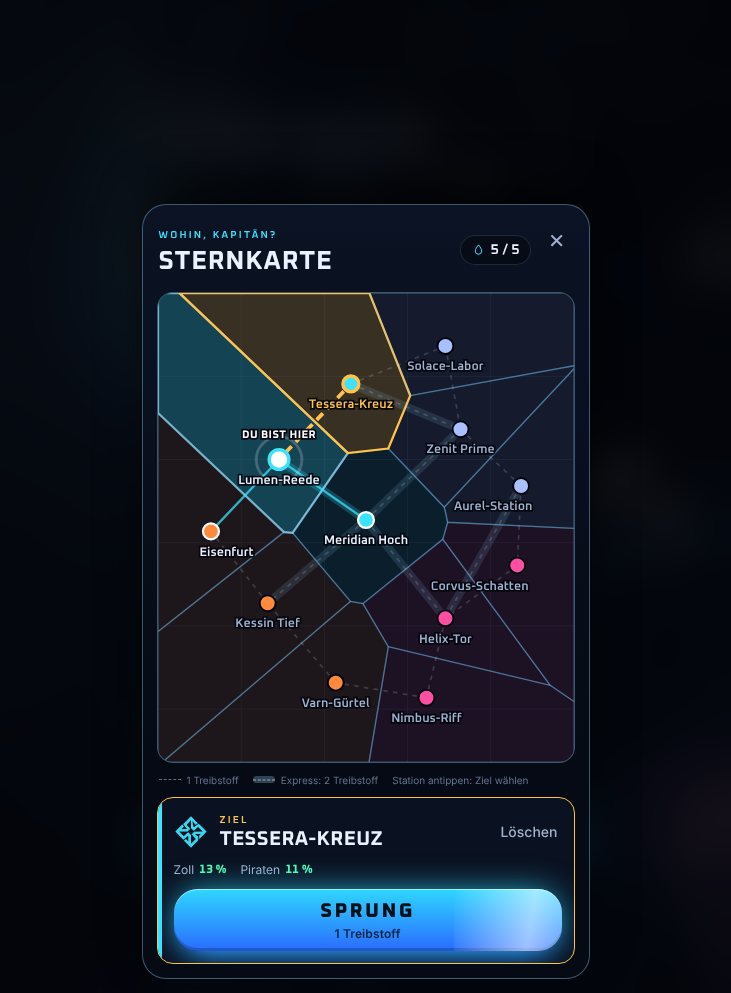 WOHIN, KAPITÄN?
STERNKARTE
5 / 5
Solace-Labor
Tessera-Kreuz
DU BIST HIER
Zenit Prime
Lumen-Reede
Aurel-Station
Meridian Hoch
Eisenfurt
Corvus-Schatten
Kessin Tief
Helix-Tor
Varn-Gürtel
Nimbus-Riff
1 Treibstoff
Express: 2 Treibstoff
Station antippen: Ziel wählen
ZIEL
TESSERA-KREUZ
Löschen
Zoll 13 % Piraten 11 %
SPRUNG
1 Treibstoff